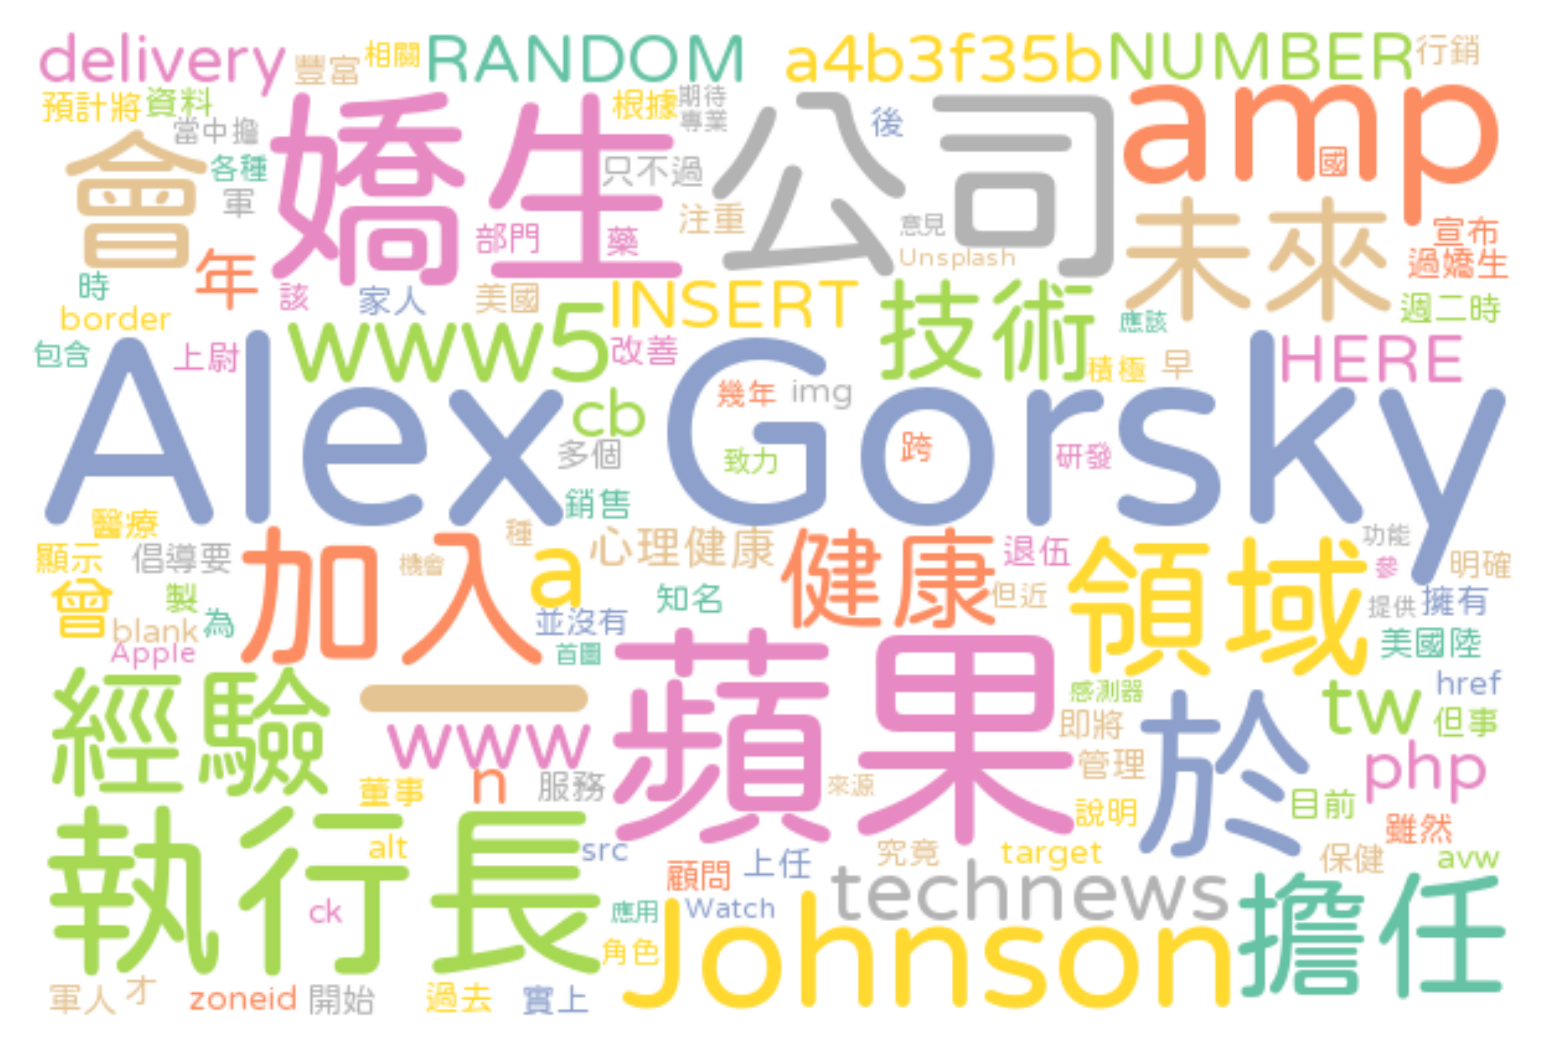 delivery 豐富 相關 RANDOM a4b3f35b NUMBER 行銷
預計將 資料 當中擔 嬌生 根據 期待 專業 公司 後 amp 國
會 各種 軍 只不過 注重 意見 未來 宣布
時 年 該 家人 部門 美國 藥 Unsplash 過嬌生
border www 5 INSERT 技術 應該 週二時
包含 上尉 改善 積極 早 HERE
Alex Gorsky
cb 幾年 img 多個 致力 跨 研發
醫療 銷售 種 心理健康 健康 退伍 領域 功能
顯示 倡導要 加入 機會 a 知名 但近 參 明確
曾 製 為 blank 並沒有 提供 擁有
Apple 首圖 蘋果 美國陸
經驗 一 感測器 於 tw href
www 即將 但事
董事 n 服務 來源 管理 php
執行長 alt src 說明 目前 雖然
顧問 上任 究竟 target 保健 avw
ck 應用 Watch technews 擔任
角色 Johnson
軍人 才 zoneid 開始 過去 實上